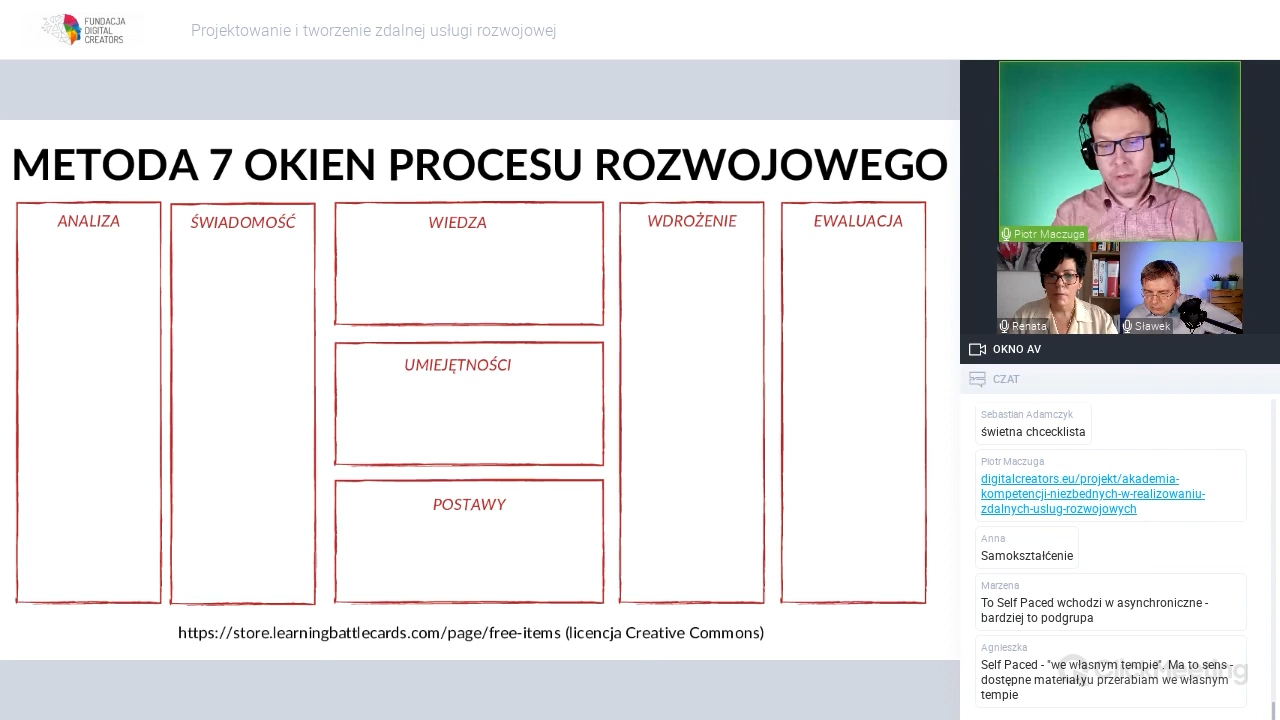 FUNDACJA
DIGITAL
CREATORS
Projektowanie i tworzenie zdalnej usługi rozwojowej
METODA 7 OKIEN PROCESU ROZWOJOWEGO
ANALIZA
ŚWIADOMOŚĆ
WIEDZA
UMIEJĘTNOŚCI
POSTAWY
WDROŻENIE
EWALUACJA
https://store.learningbattlecards.com/page/free-items (licencja Creative Commons)
Piotr Maczuga
Renata
Sławek
OKNO AV
CZAT
Sebastian Adamczyk
świetna chcecklista
Piotr Maczuga
digitalcreators.eu/projekt/akademia-
kompetencji-niezbednych-w-realizowaniu-
zdalnych-uslug-rozwojowych
Anna
Samokształćenie
Marzena
To Self Paced wchodzi w asynchroniczne -
bardziej to podgrupa
Agnieszka
Self Paced - "we własnym tempie". Ma to sens -
dostępne materiał,yu przerabiam we własnym
tempie
ClickMeeting